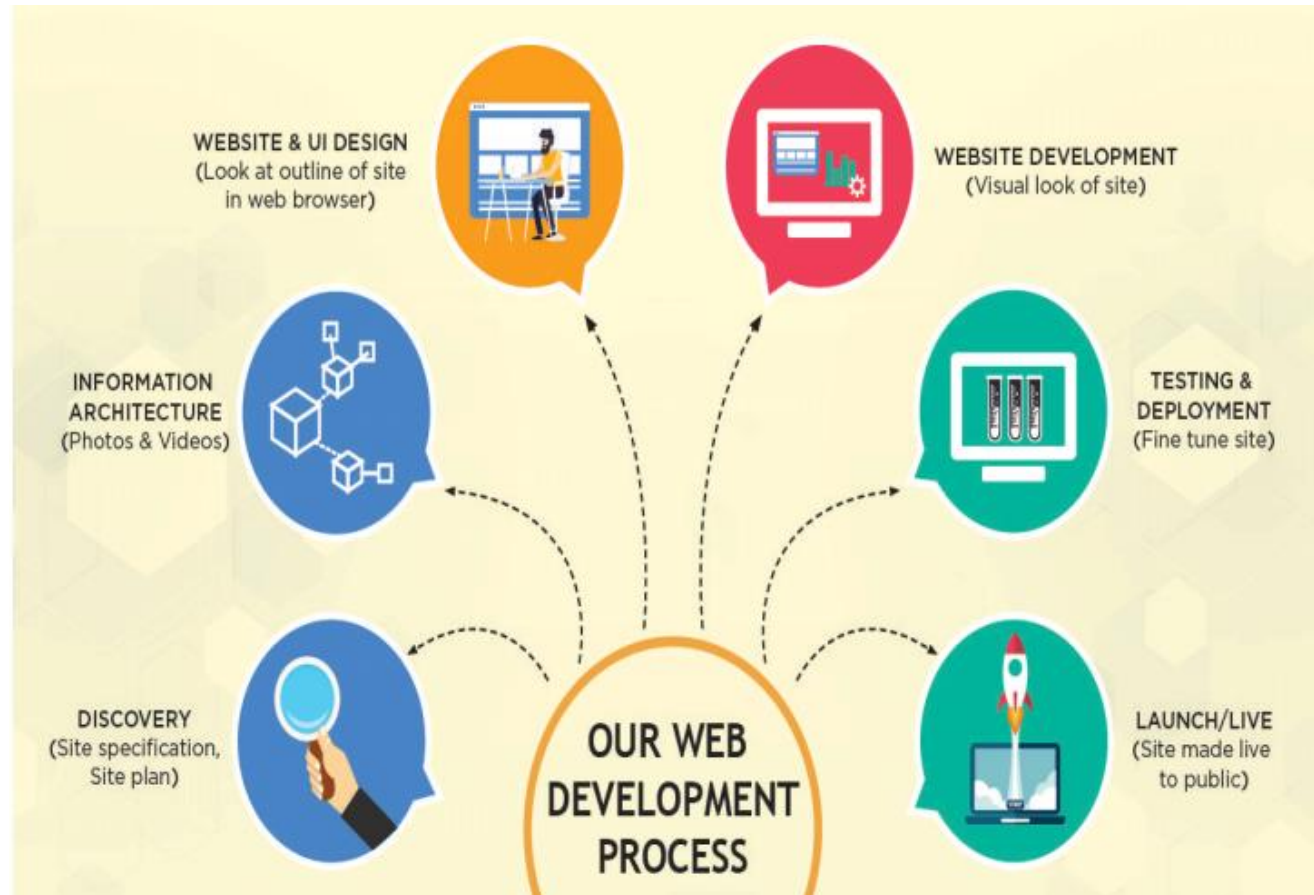 WEBSITE & UI DESIGN
(Look at outline of site
in web browser)
WEBSITE DEVELOPMENT
(Visual look of site)
INFORMATION
ARCHITECTURE
(Photos & Videos)
TESTING &
DEPLOYMENT
(Fine tune site)
DISCOVERY
(Site specification,
Site plan)
LAUNCH/LIVE
(Site made live
to public)
OUR WEB
DEVELOPMENT
PROCESS